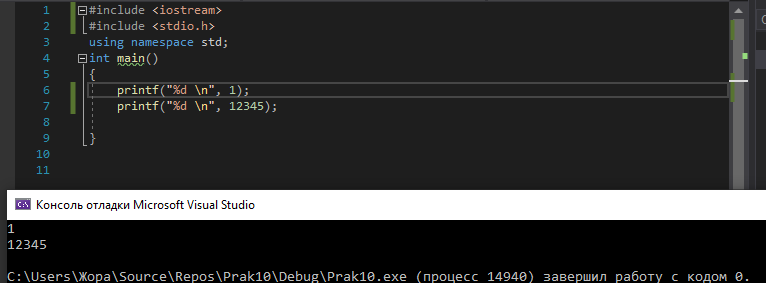 1 #include <iostream>
2 #include <stdio.h>
3 using namespace std;
4 int main()
5 {
6 printf("%d \n", 1);
7 printf("%d \n", 12345);
8
9 }
10
11
Консоль отладки Microsoft Visual Studio
1
12345
C:\Users\Жора\Source\Repos\Prak10\Debug\Prak10.exe (процесс 14940) завершил работу с кодом 0.